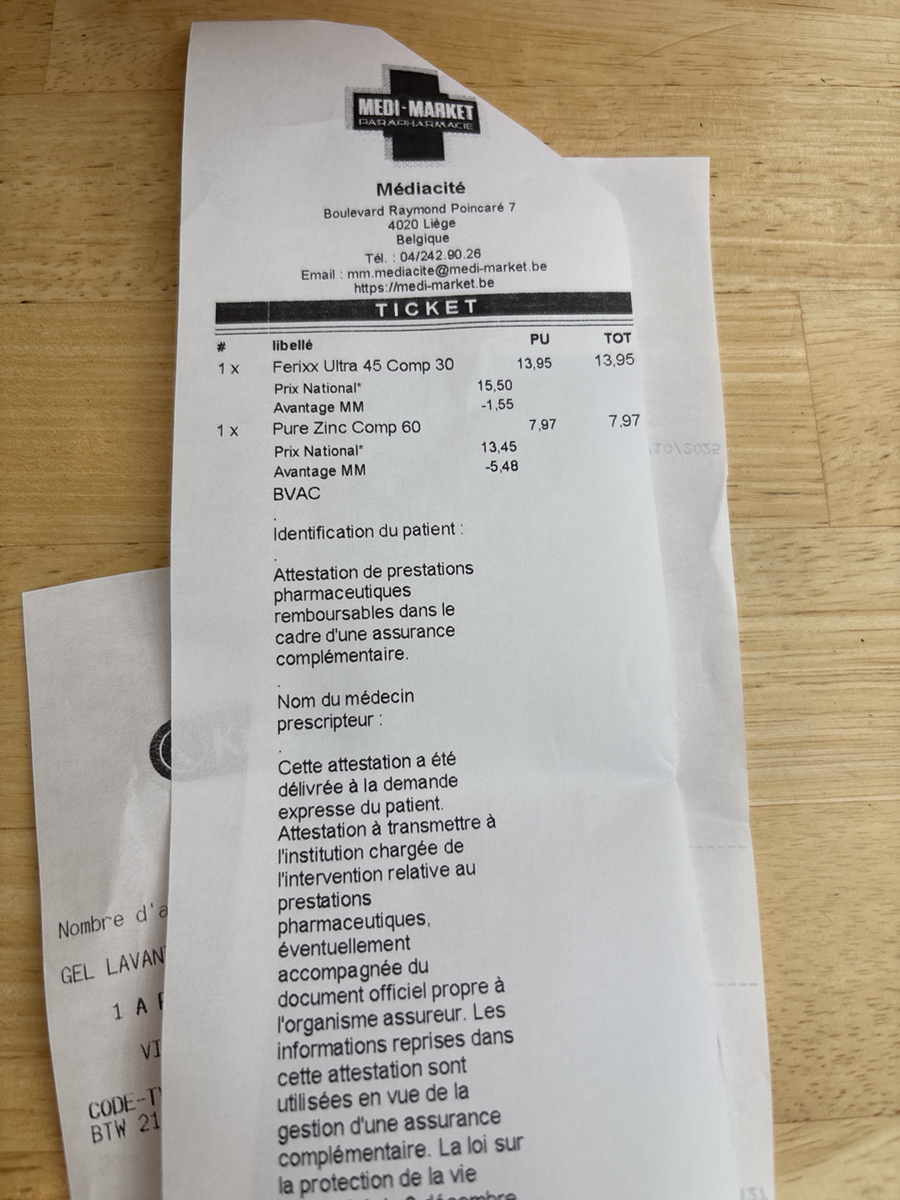 MEDI-MARKET
PARAPHARMACIE
Médiacité
Boulevard Raymond Poincaré 7
4020 Liège
Belgique
Tél. : 04/242.90.26
Email : mm.mediacite@medi-market.be
https://medi-market.be
TICKET
# libellé PU TOT
1 x Ferixx Ultra 45 Comp 30 13,95 13,95
Prix National* 15,50
Avantage MM -1,55
1 x Pure Zinc Comp 60 7,97 7,97
Prix National* 13,45
Avantage MM -5,48
BVAC
.
Identification du patient :
.
Attestation de prestations
pharmaceutiques
remboursables dans le
cadre d'une assurance
complémentaire.
.
Nom du médecin
prescripteur :
.
Cette attestation a été
délivrée à la demande
expresse du patient.
Attestation à transmettre à
l'institution chargée de
l'intervention relative au
prestations
pharmaceutiques,
éventuellement
accompagnée du
document officiel propre à
l'organisme assureur. Les
informations reprises dans
cette attestation sont
utilisées en vue de la
gestion d'une assurance
complémentaire. La loi sur
la protection de la vie
décembre
Nombre d'a
GEL LAVAN
1 A
VI
CODE-T
BTW 21
/10/2025